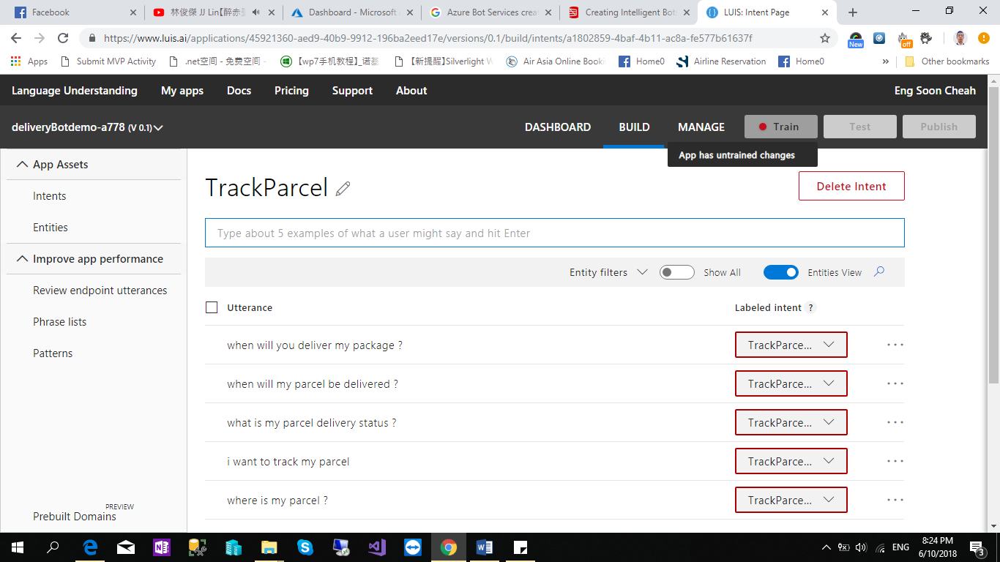 Facebook
林俊傑 JJ Lin【醉赤
Dashboard - Microsoft
Azure Bot Services crea
Creating Intelligent Bot
LUIS: Intent Page
https://www.luis.ai/applications/45921360-aed9-40b9-9912-196ba2eed17e/versions/0.1/build/intents/a1802859-4baf-4b11-ac8a-fe577b61637f
New
off
Apps
Submit MVP Activity
.net空间 - 免费空间 -
【wp7手机教程】_诺基
【新提醒】Silverlight W
Air Asia Online Booki
Home0
Airline Reservation
Home0
»
Other bookmarks
Language Understanding
My apps
Docs
Pricing
Support
About
Eng Soon Cheah
deliveryBotdemo-a778 (V 0.1)
DASHBOARD
BUILD
MANAGE
Train
Test
Publish
App has untrained changes
App Assets
Intents
Entities
Improve app performance
Review endpoint utterances
Phrase lists
Patterns
PREVIEW
Prebuilt Domains
TrackParcel
Delete Intent
Type about 5 examples of what a user might say and hit Enter
Entity filters
Show All
Entities View
Utterance
Labeled intent ?
when will you deliver my package ?
TrackParce...
when will my parcel be delivered ?
TrackParce...
what is my parcel delivery status ?
TrackParce...
i want to track my parcel
TrackParce...
where is my parcel ?
TrackParce...
ENG
8:24 PM
6/10/2018
3